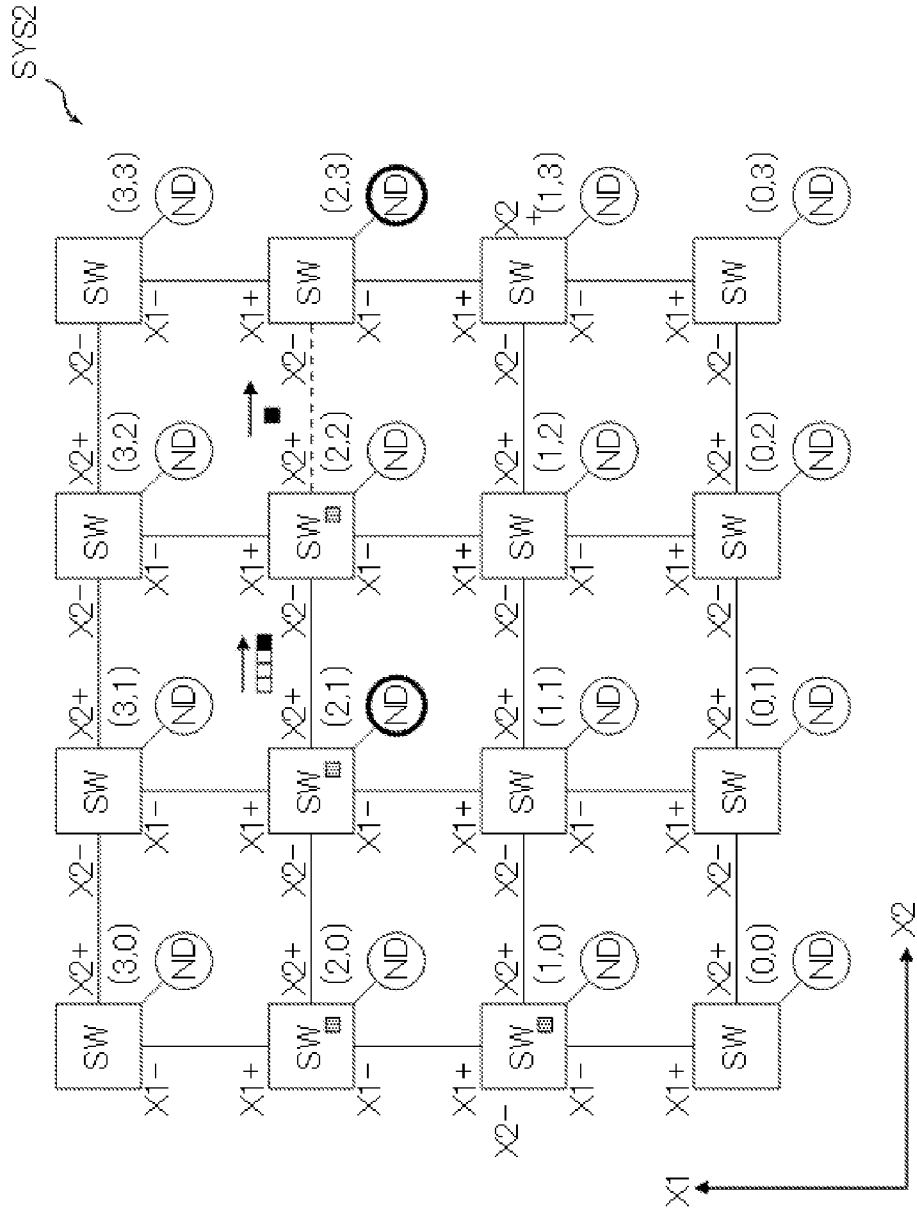 SYS2
(3,0) (3,1) (3,2) (3,3)
SW X2+ X2- SW X2+ X2- SW X2+ X2- SW
X1- ND X1- ND X1- ND X1- ND
X1+ (2,0) X1+ (2,1) X1+ (2,2) X1+ (2,3)
SW X2+ X2- SW X2+ X2- SW X2+ X2- SW
X1- ND X1- ND X1- ND X1- ND
X1+ (1,0) X1+ (1,1) X1+ (1,2) X1+ (1,3)
X2- SW X2+ X2- SW X2+ X2- SW X2+ X2- SW X2+
X1- ND X1- ND X1- ND X1- ND
X1+ (0,0) X1+ (0,1) X1+ (0,2) X1+ (0,3)
SW X2+ X2- SW X2+ X2- SW X2+ X2- SW
ND ND ND ND
X1
X2